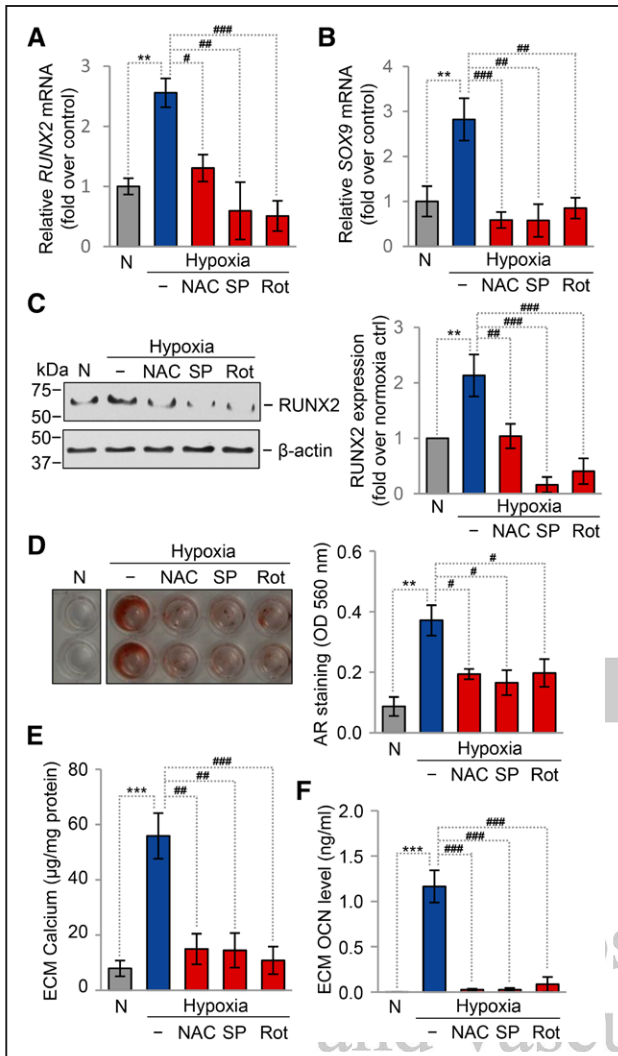 A
Relative RUNX2 mRNA
(fold over control)
3
2
1
0
**
#
##
###
N
Hypoxia
– NAC SP Rot
B
Relative SOX9 mRNA
(fold over control)
4
3
2
1
0
**
###
##
##
N
Hypoxia
– NAC SP Rot
C
Hypoxia
kDa N – NAC SP Rot
75
50
RUNX2
50
37
β-actin
RUNX2 expression
(fold over normoxia ctrl)
3
2
1
0
**
##
###
###
N
Hypoxia
– NAC SP Rot
D
Hypoxia
N – NAC SP Rot
AR staining (OD 560 nm)
0.6
0.4
0.2
0.0
**
#
#
#
N
Hypoxia
– NAC SP Rot
E
ECM Calcium (µg/mg protein)
80
60
40
20
0
***
##
##
###
N
Hypoxia
– NAC SP Rot
F
ECM OCN level (ng/ml)
2.0
1.5
1.0
0.5
0.0
***
###
###
###
N
Hypoxia
– NAC SP Rot